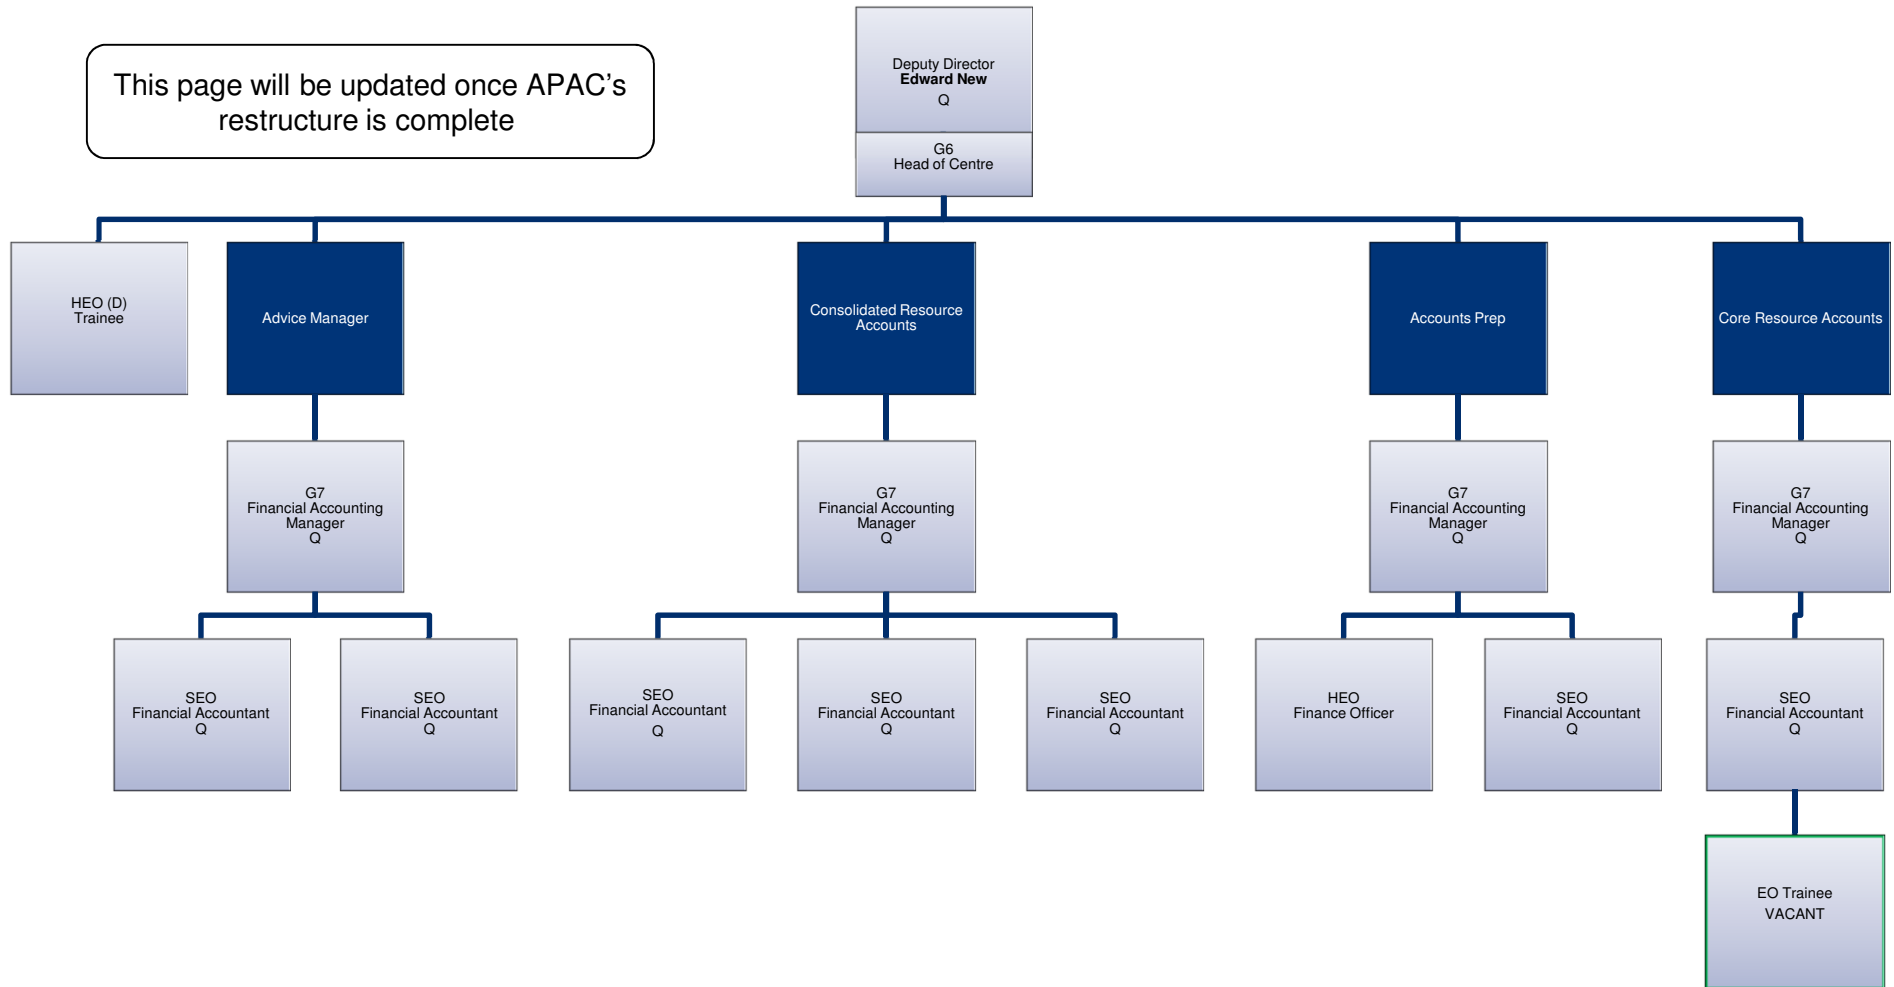 This page will be updated once APAC's
restructure is complete
Deputy Director
Edward New
Q
G6
Head of Centre
HEO (D)
Trainee
Advice Manager
Consolidated Resource
Accounts
Accounts Prep
Core Resource Accounts
G7
Financial Accounting
Manager
Q
G7
Financial Accounting
Manager
Q
G7
Financial Accounting
Manager
Q
G7
Financial Accounting
Manager
Q
SEO
Financial Accountant
Q
SEO
Financial Accountant
Q
SEO
Financial Accountant
Q
SEO
Financial Accountant
Q
SEO
Financial Accountant
Q
HEO
Finance Officer
SEO
Financial Accountant
Q
SEO
Financial Accountant
Q
EO Trainee
VACANT